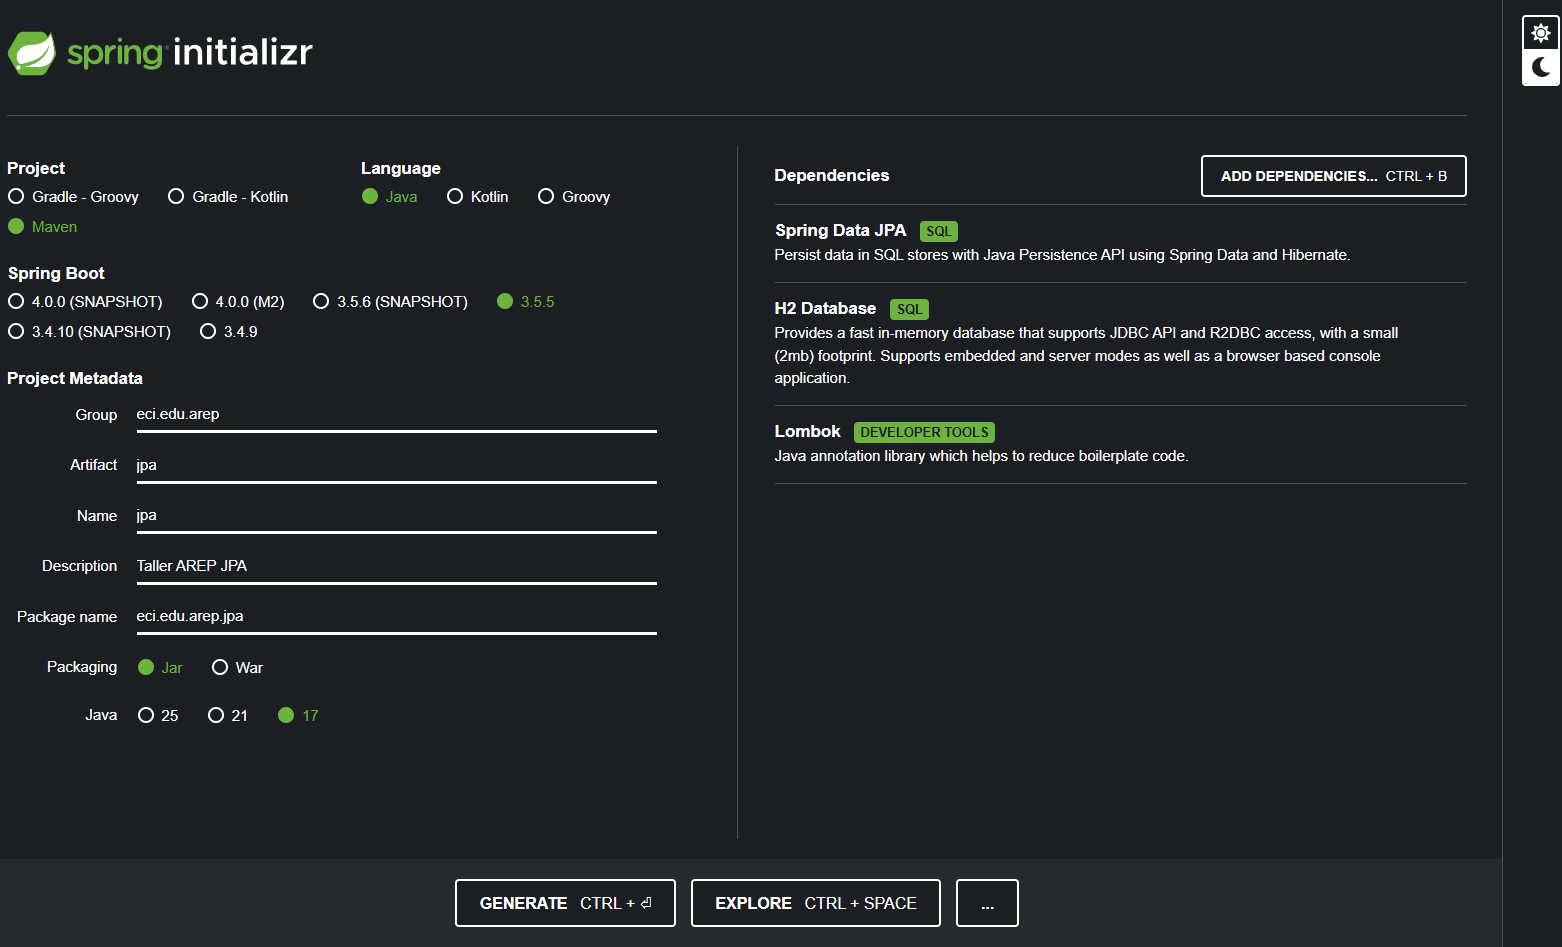 spring initializr
Project
Gradle - Groovy Gradle - Kotlin
Maven
Language
Java Kotlin Groovy
Spring Boot
4.0.0 (SNAPSHOT) 4.0.0 (M2) 3.5.6 (SNAPSHOT) 3.5.5
3.4.10 (SNAPSHOT) 3.4.9
Project Metadata
Group eci.edu.arep
Artifact jpa
Name jpa
Description Taller AREP JPA
Package name eci.edu.arep.jpa
Packaging Jar War
Java 25 21 17
Dependencies
ADD DEPENDENCIES... CTRL + B
Spring Data JPA SQL
Persist data in SQL stores with Java Persistence API using Spring Data and Hibernate.
H2 Database SQL
Provides a fast in-memory database that supports JDBC API and R2DBC access, with a small
(2mb) footprint. Supports embedded and server modes as well as a browser based console
application.
Lombok DEVELOPER TOOLS
Java annotation library which helps to reduce boilerplate code.
GENERATE CTRL + ⏎
EXPLORE CTRL + SPACE
...